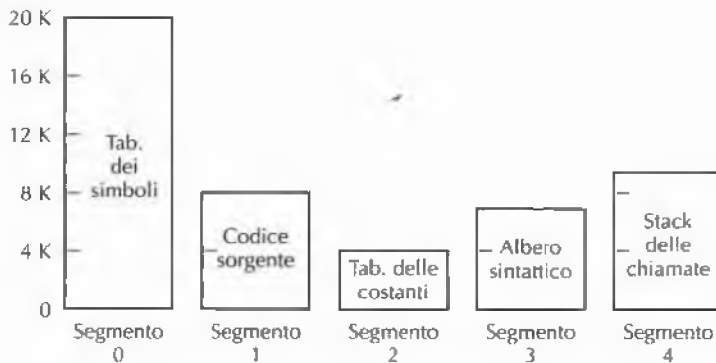 20 K
16 K
12 K
8 K
4 K
0
Tab.
dei
simboli
Codice
sorgente
Tab. delle
costanti
Albero
sintattico
Stack
delle
chiamate
Segmento
0
Segmento
1
Segmento
2
Segmento
3
Segmento
4